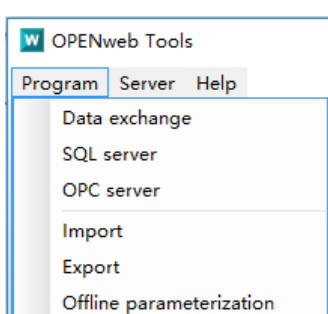 W OPENweb Tools
Program Server Help
Data exchange
SQL server
OPC server
Import
Export
Offline parameterization